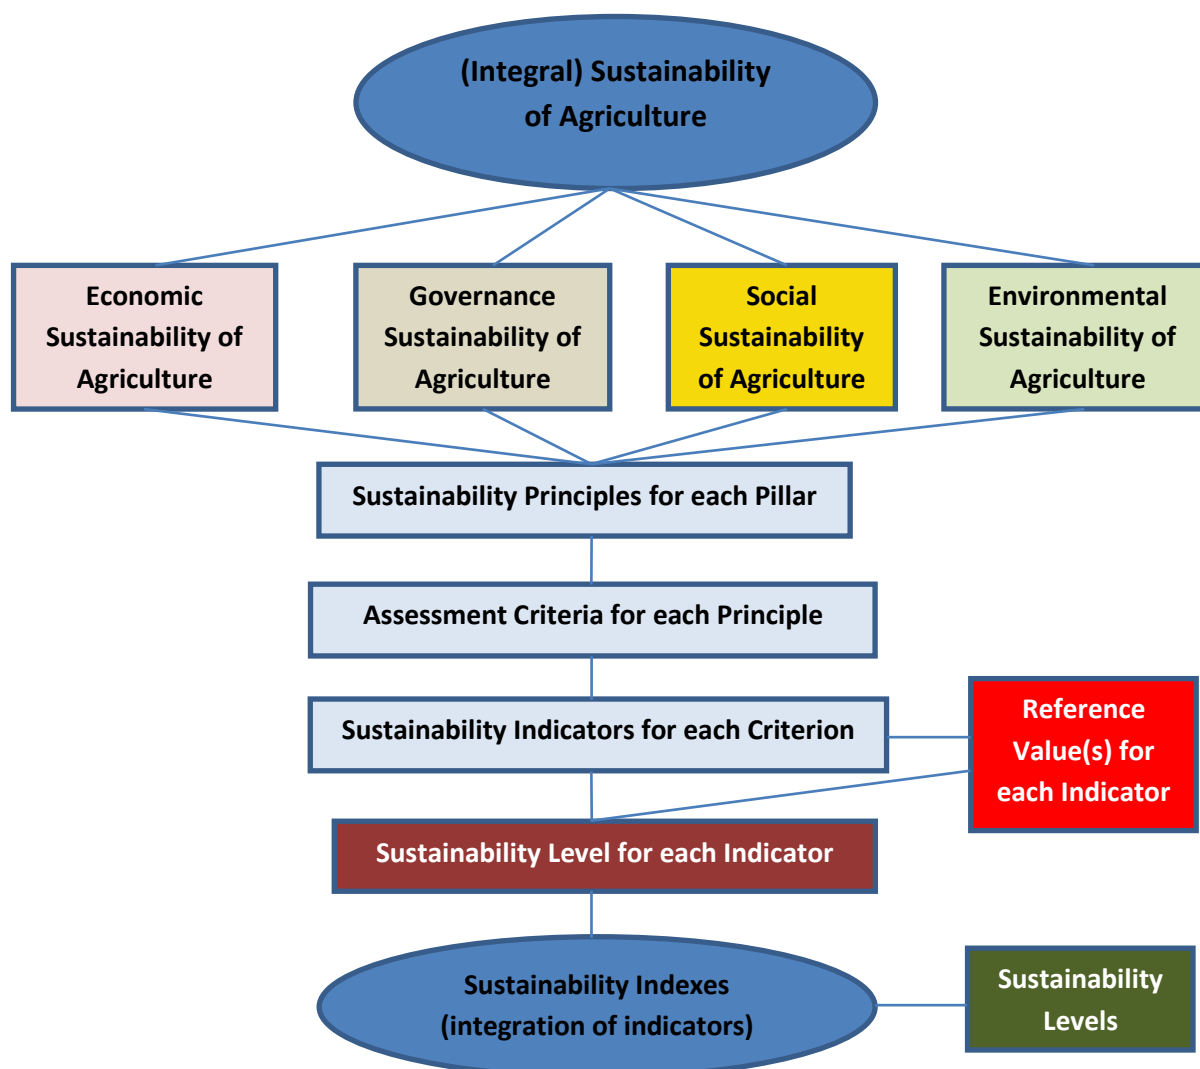 (Integral) Sustainability
of Agriculture
Economic
Sustainability of
Agriculture
Governance
Sustainability of
Agriculture
Social
Sustainability
of Agriculture
Environmental
Sustainability of
Agriculture
Sustainability Principles for each Pillar
Assessment Criteria for each Principle
Sustainability Indicators for each Criterion
Reference
Value(s) for
each Indicator
Sustainability Level for each Indicator
Sustainability Indexes
(integration of indicators)
Sustainability
Levels